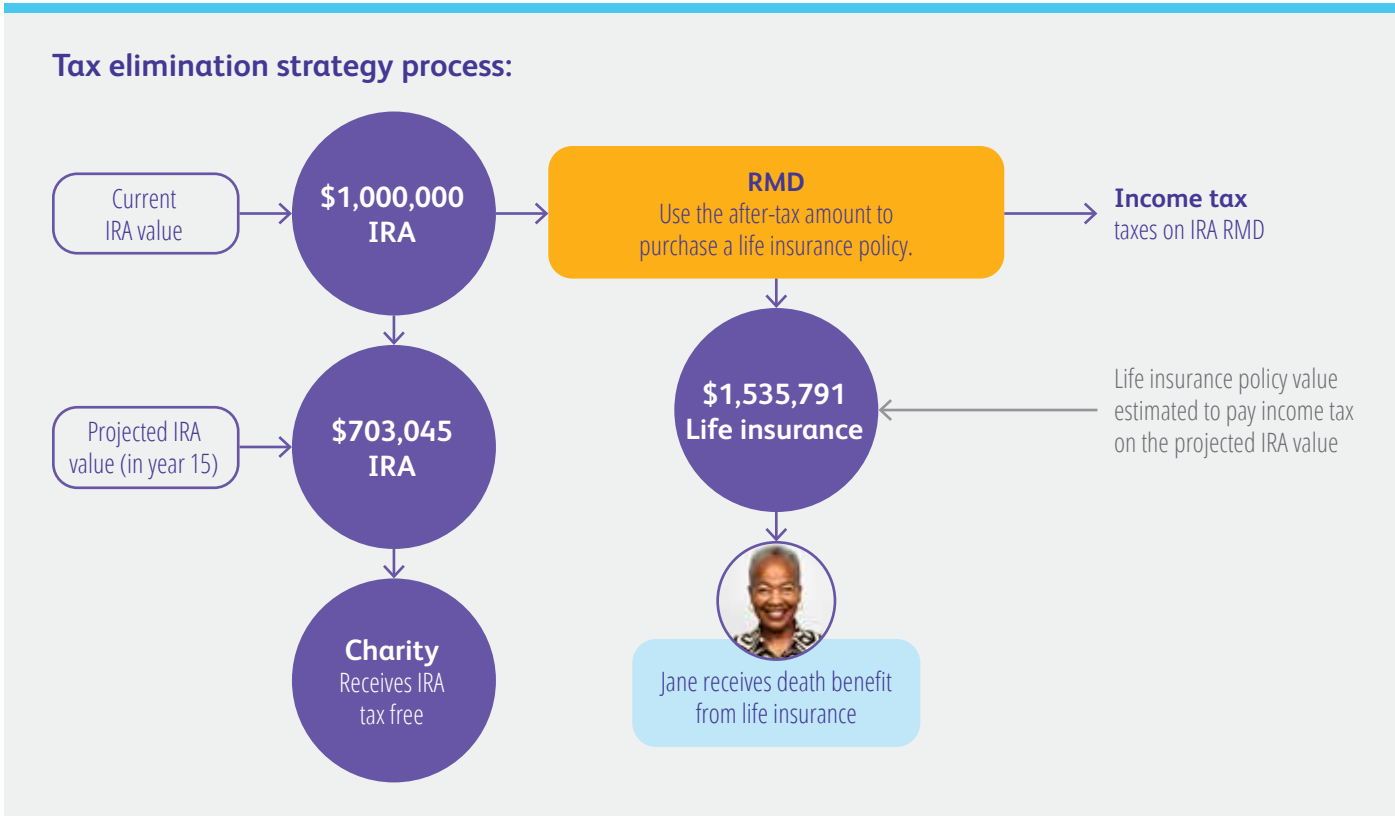 Tax elimination strategy process:
Current
IRA value
$1,000,000
IRA
RMD
Use the after-tax amount to
purchase a life insurance policy.
Income tax
taxes on IRA RMD
Projected IRA
value (in year 15)
$703,045
IRA
$1,535,791
Life insurance
Life insurance policy value
estimated to pay income tax
on the projected IRA value
Charity
Receives IRA
tax free
Jane receives death benefit
from life insurance